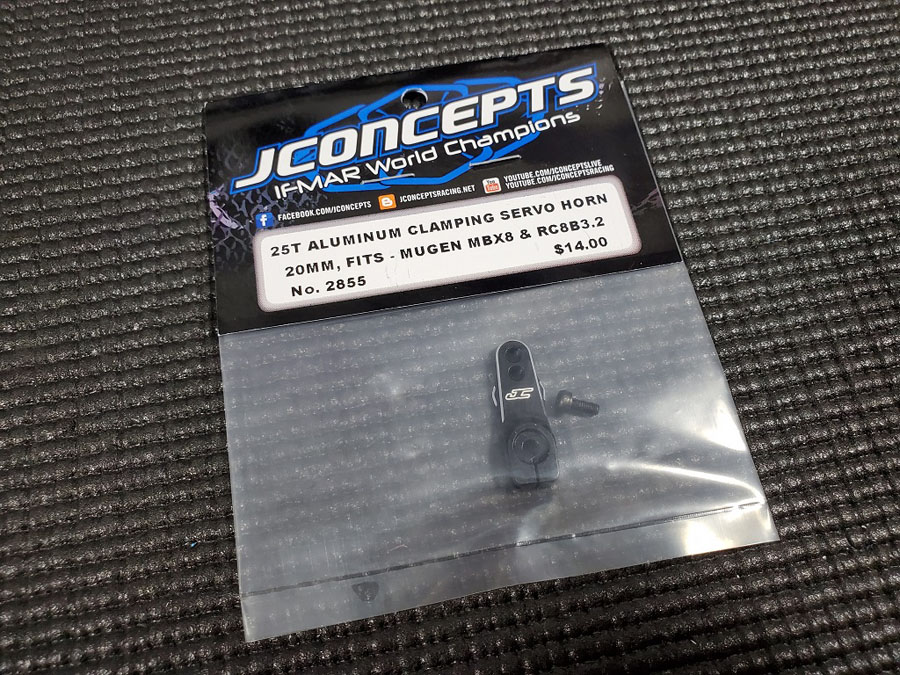 JCONCEPTS
IFMAR World Champions
FACEBOOK.COM/JCONCEPTS
JCONCEPTSRACING.NET
YOUTUBE.COM/JCONCEPTSLIVE
YOUTUBE.COM/JCONCEPTSRACING
25T ALUMINUM CLAMPING SERVO HORN
20MM, FITS - MUGEN MBX8 & RC8B3.2
No. 2855 $14.00
JC